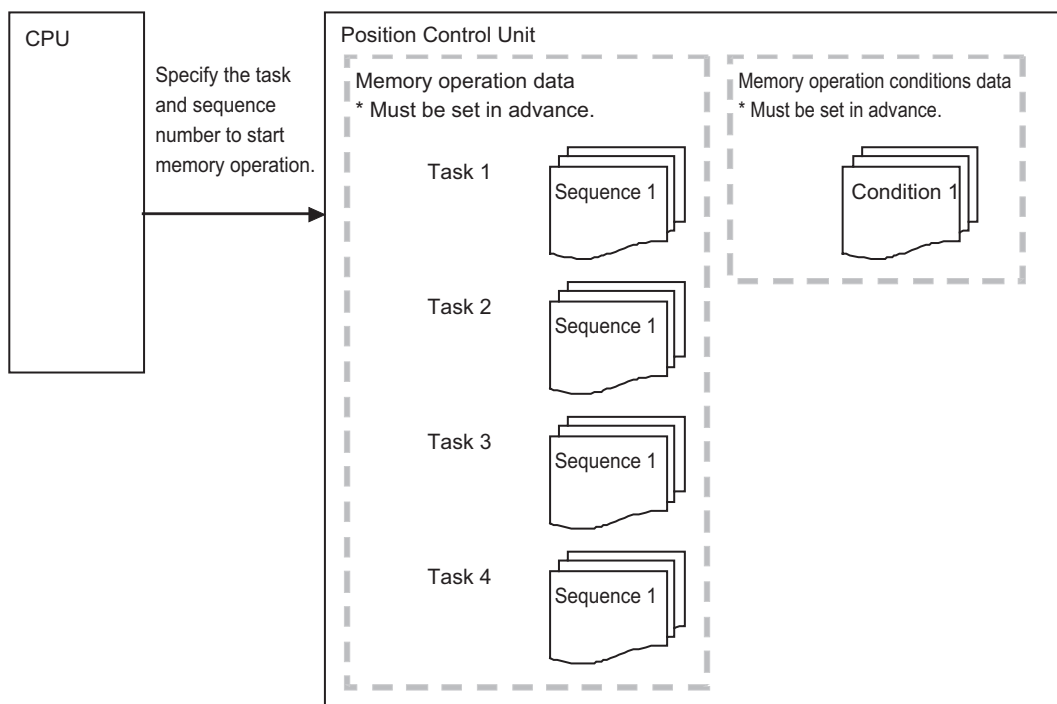 CPU
Specify the task
and sequence
number to start
memory operation.
Position Control Unit
Memory operation data
* Must be set in advance.
Task 1
Sequence 1
Task 2
Sequence 1
Task 3
Sequence 1
Task 4
Sequence 1
Memory operation conditions data
* Must be set in advance.
Condition 1